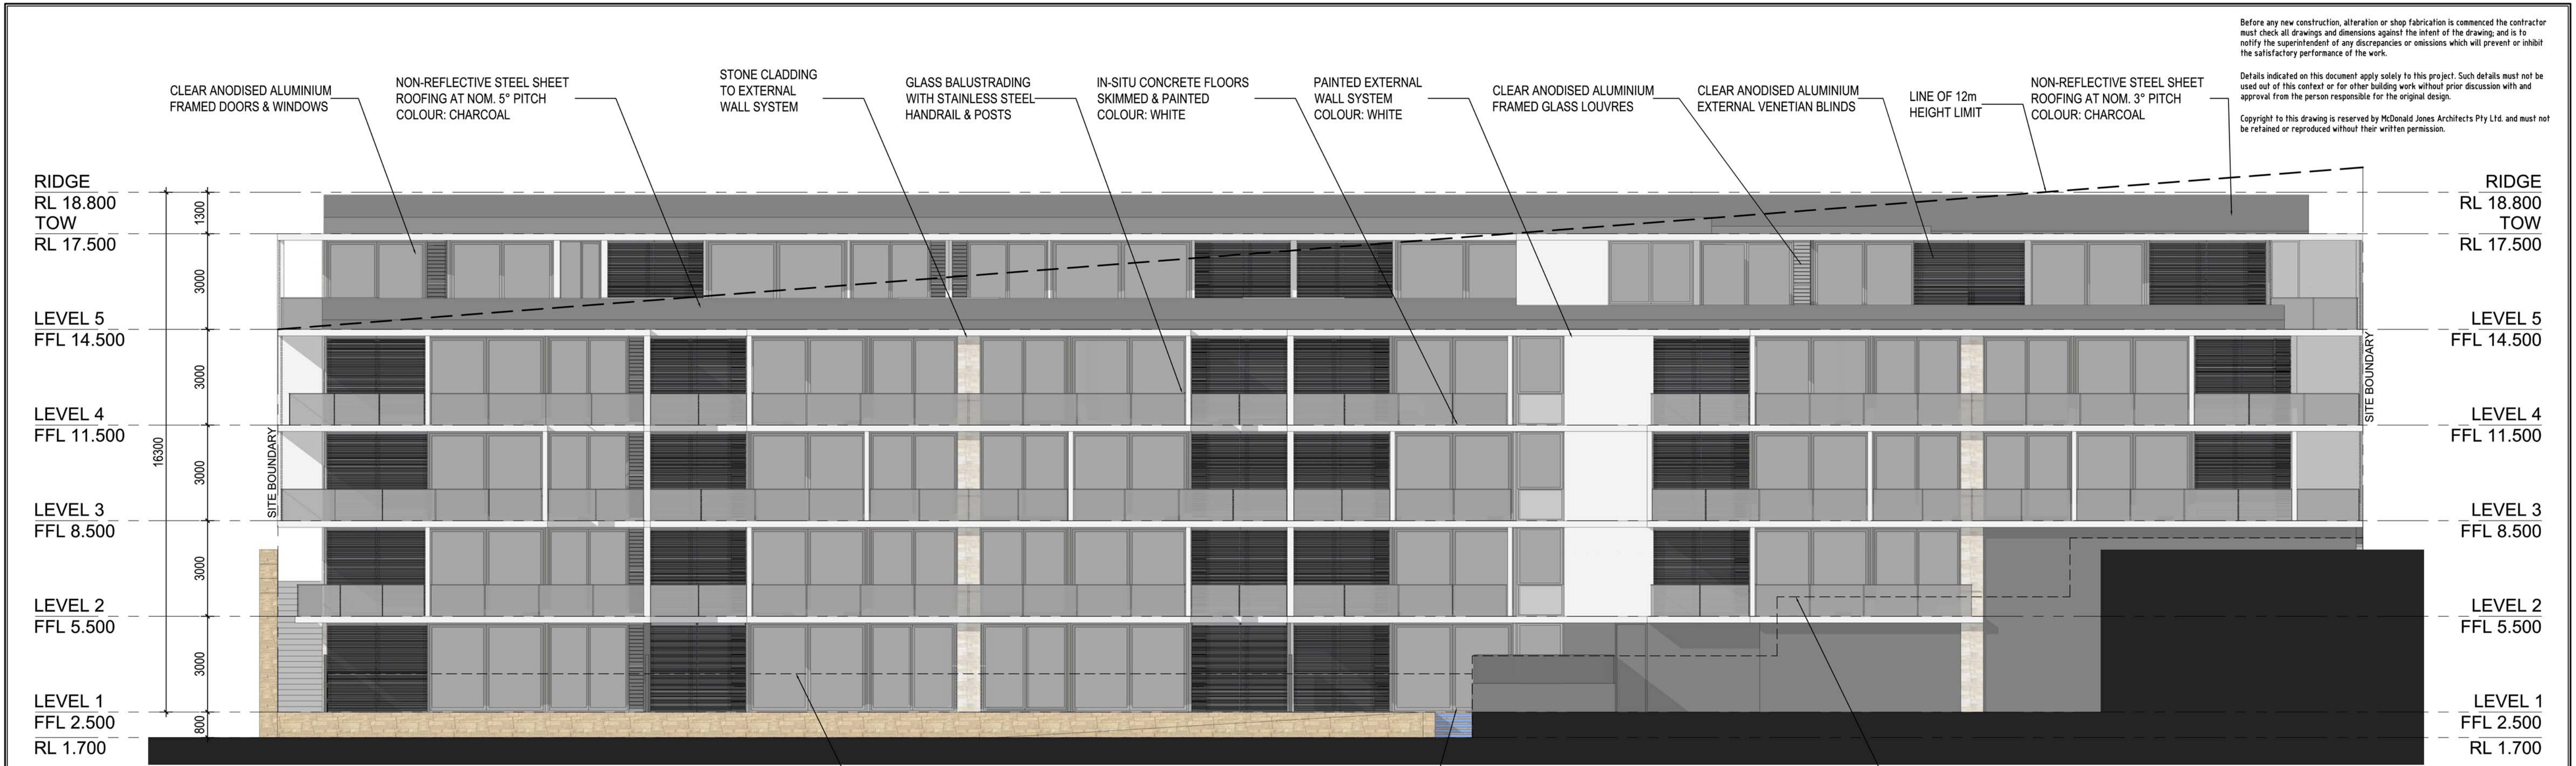 Before any new construction, alteration or shop fabrication is commenced the contractor
must check all drawings and dimensions against the intent of the drawing; and is to
notify the superintendent of any discrepancies or omissions which will prevent or inhibit
the satisfactory performance of the work.
Details indicated on this document apply solely to this project. Such details must not be
used out of this context or for other building work without prior discussion with and
approval from the person responsible for the original design.
Copyright to this drawing is reserved by McDonald Jones Architects Pty Ltd. and must not
be retained or reproduced without their written permission.
CLEAR ANODISED ALUMINIUM
FRAMED DOORS & WINDOWS
NON-REFLECTIVE STEEL SHEET
ROOFING AT NOM. 5° PITCH
COLOUR: CHARCOAL
STONE CLADDING
TO EXTERNAL
WALL SYSTEM
GLASS BALUSTRADING
WITH STAINLESS STEEL
HANDRAIL & POSTS
IN-SITU CONCRETE FLOORS
SKIMMED & PAINTED
COLOUR: WHITE
PAINTED EXTERNAL
WALL SYSTEM
COLOUR: WHITE
CLEAR ANODISED ALUMINIUM
FRAMED GLASS LOUVRES
CLEAR ANODISED ALUMINIUM
EXTERNAL VENETIAN BLINDS
LINE OF 12m
HEIGHT LIMIT
NON-REFLECTIVE STEEL SHEET
ROOFING AT NOM. 3° PITCH
COLOUR: CHARCOAL
RIDGE
RL 18.800
TOW
RL 17.500
LEVEL 5
FFL 14.500
LEVEL 4
FFL 11.500
LEVEL 3
FFL 8.500
LEVEL 2
FFL 5.500
LEVEL 1
FFL 2.500
RL 1.700
16300
1300
3000
3000
3000
3000
3000
800
SITE BOUNDARY
SITE BOUNDARY
RIDGE
RL 18.800
TOW
RL 17.500
LEVEL 5
FFL 14.500
LEVEL 4
FFL 11.500
LEVEL 3
FFL 8.500
LEVEL 2
FFL 5.500
LEVEL 1
FFL 2.500
RL 1.700